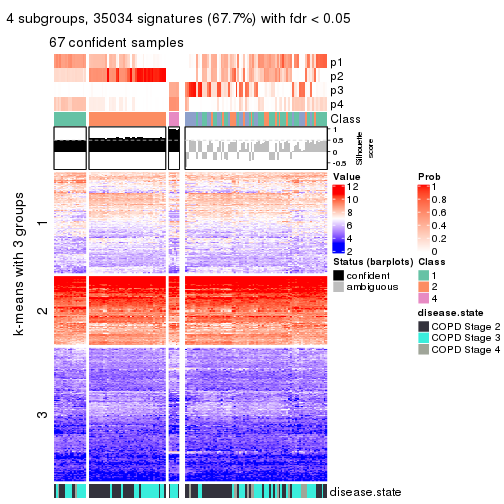 4 subgroups, 35034 signatures (67.7%) with fdr < 0.05
67 confident samples
p1
p2
p3
p4
Class
1
0.5
0
-0.5
Silhouette
score
k-means with 3 groups
1
2
3
Value
12
10
8
6
4
2
Prob
1
0.8
0.6
0.4
0.2
0
Status (barplots)
confident
ambiguous
Class
1
2
4
disease.state
COPD Stage 2
COPD Stage 3
COPD Stage 4
disease.state